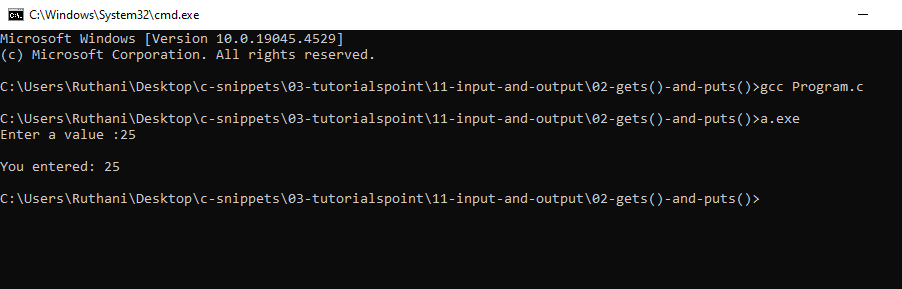 C:\Windows\System32\cmd.exe
Microsoft Windows [Version 10.0.19045.4529]
(c) Microsoft Corporation. All rights reserved.
C:\Users\Ruthani\Desktop\c-snippets\03-tutorialspoint\11-input-and-output\02-gets()-and-puts()>gcc Program.c
C:\Users\Ruthani\Desktop\c-snippets\03-tutorialspoint\11-input-and-output\02-gets()-and-puts()>a.exe
Enter a value :25
You entered: 25
C:\Users\Ruthani\Desktop\c-snippets\03-tutorialspoint\11-input-and-output\02-gets()-and-puts()>